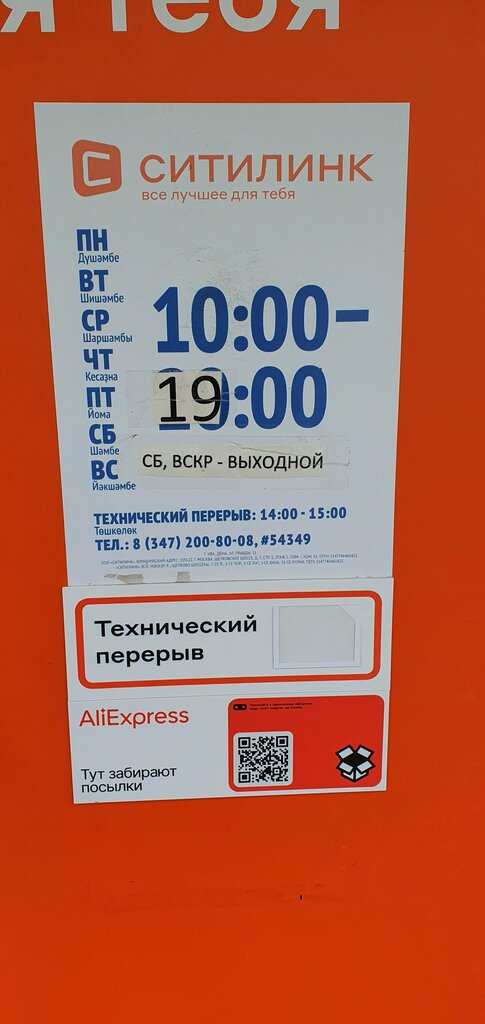 я тебя
СИТИЛИНК
все лучшее для тебя
ПН
Дүшәмбе
ВТ
Шишәмбе
СР
Шаршамбы
ЧТ
Кесаҙна
ПТ
Йома
СБ
Шәмбе
ВС
Йәкшәмбе
10:00–
19:00
СБ, ВСКР - ВЫХОДНОЙ
ТЕХНИЧЕСКИЙ ПЕРЕРЫВ: 14:00 - 15:00
Төшкөлөк
ТЕЛ.: 8 (347) 200-80-08, #54349
Технический
перерыв
AliExpress
Тут забирают
посылки